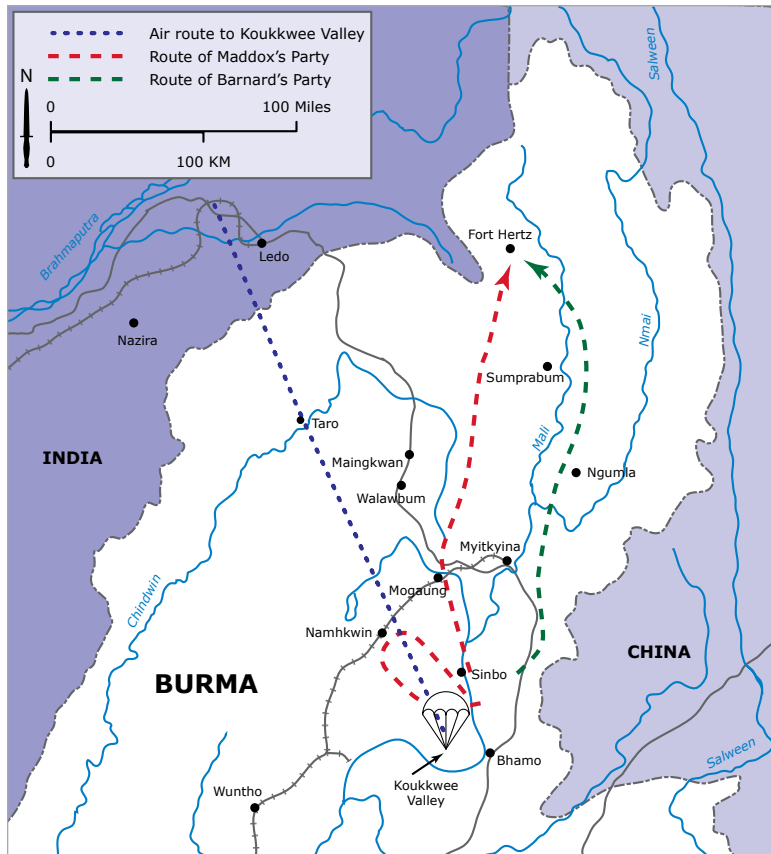 Air route to Koukkwee Valley
Route of Maddox's Party
Route of Barnard's Party
N
0
100 Miles
0
100 KM
Salween
Brahmaputra
Fort Hertz
Ledo
Nazira
Nmai
Sumprabum
Taro
INDIA
Mali
Maingkwan
Ngumla
Walawbum
Myitkyina
Chindwin
Mogaung
Namhkwin
CHINA
Sinbo
BURMA
Salween
Bhamo
Koukkwee
Valley
Wuntho